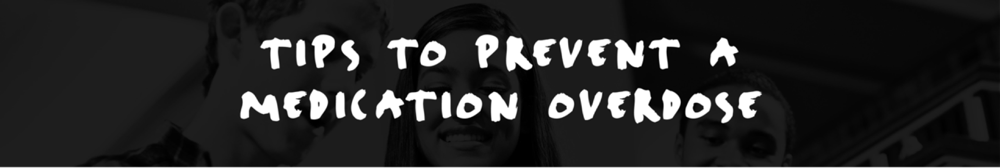 TIPS TO PREVENT A
MEDICATION OVERDOSE